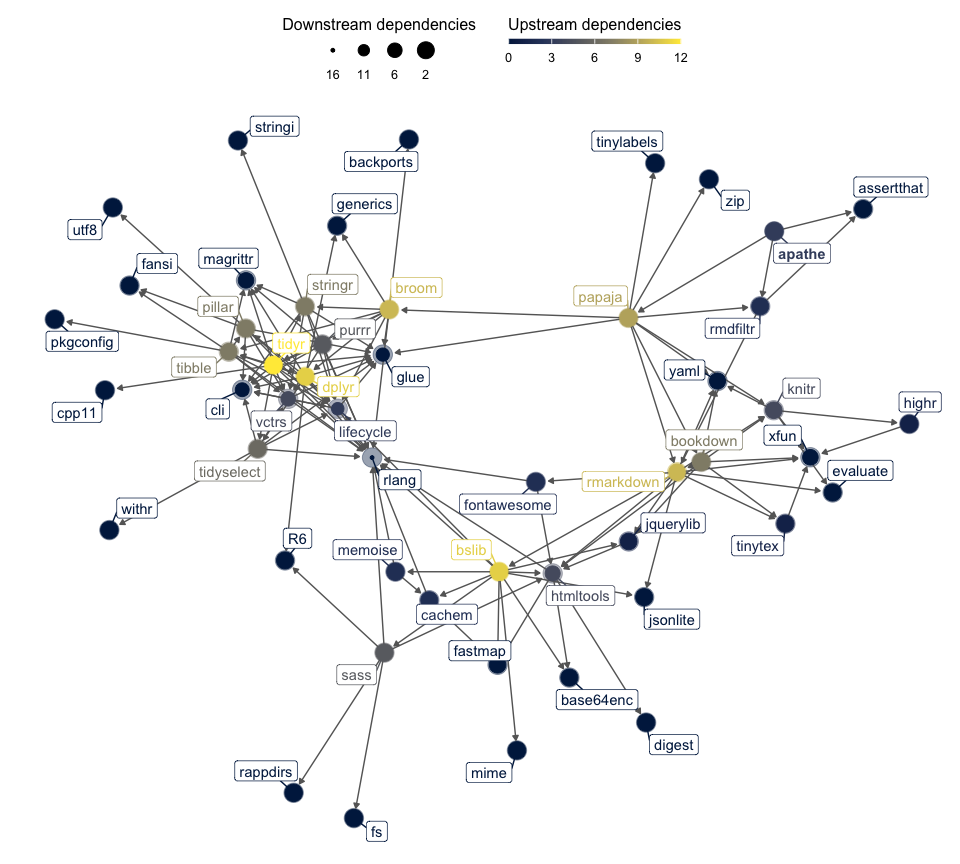 Downstream dependencies
16 11 6 2
Upstream dependencies
0 3 6 9 12
stringi
backports
tinylabels
zip
assertthat
generics
utf8
apathe
magrittr
fansi
stringr
broom
papaja
pillar
rmdfiltr
purrr
pkgconfig
tidyr
tibble
glue
yaml
dplyr
knitr
cpp11
cli
highr
vctrs
lifecycle
xfun
bookdown
tidyselect
evaluate
rlang
rmarkdown
fontawesome
withr
jquerylib
R6
memoise
bslib
tinytex
htmltools
cachem
jsonlite
fastmap
sass
base64enc
digest
rappdirs
mime
fs